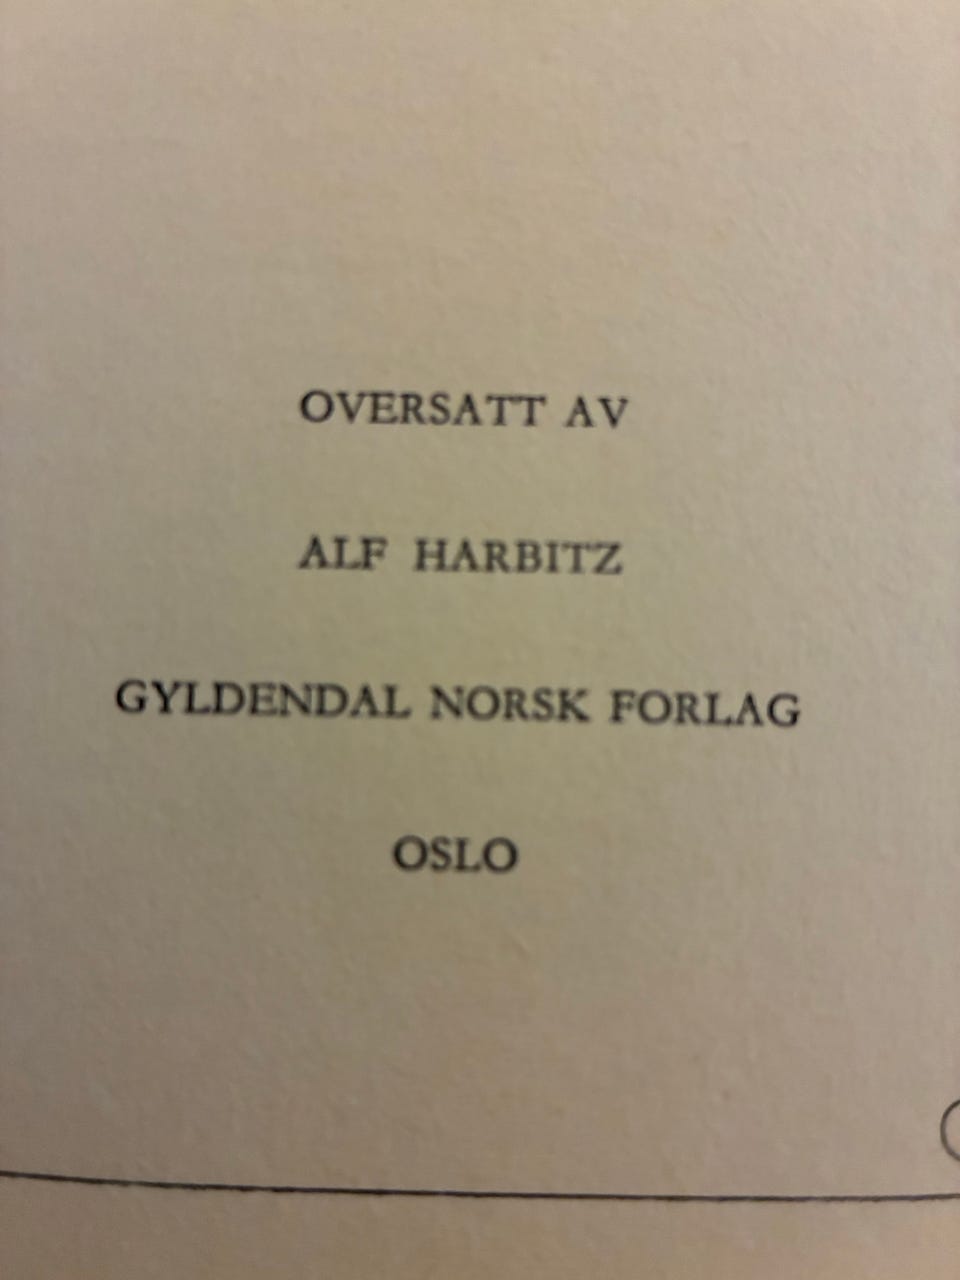 OVERSATT AV
ALF HARBITZ
GYLDENDAL NORSK FORLAG
OSLO